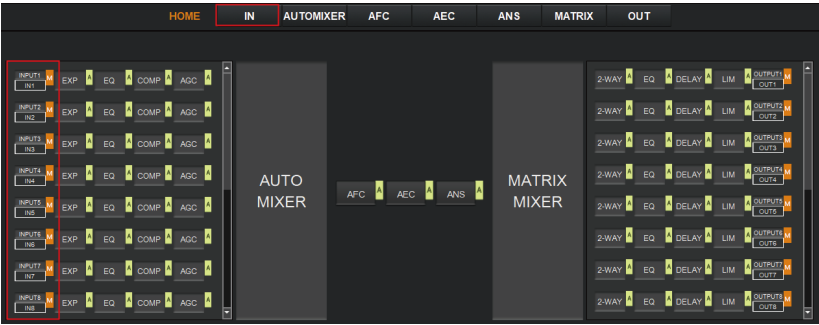 HOME IN AUTOMIXER AFC AEC ANS MATRIX OUT
INPUT1 M EXP A EQ A COMP A AGC A
IN1
INPUT2 M EXP A EQ A COMP A AGC A
IN2
INPUT3 M EXP A EQ A COMP A AGC A
IN3
INPUT4 M EXP A EQ A COMP A AGC A
IN4
INPUT5 M EXP A EQ A COMP A AGC A
IN5
INPUT6 M EXP A EQ A COMP A AGC A
IN6
INPUT7 M EXP A EQ A COMP A AGC A
IN7
INPUT8 M EXP A EQ A COMP A AGC A
IN8
AUTO
MIXER
AFC A AEC A ANS A
MATRIX
MIXER
2-WAY A EQ A DELAY A LIM A OUTPUT1 M
OUT1
2-WAY A EQ A DELAY A LIM A OUTPUT2 M
OUT2
2-WAY A EQ A DELAY A LIM A OUTPUT3 M
OUT3
2-WAY A EQ A DELAY A LIM A OUTPUT4 M
OUT4
2-WAY A EQ A DELAY A LIM A OUTPUT5 M
OUT5
2-WAY A EQ A DELAY A LIM A OUTPUT6 M
OUT6
2-WAY A EQ A DELAY A LIM A OUTPUT7 M
OUT7
2-WAY A EQ A DELAY A LIM A OUTPUT8 M
OUT8